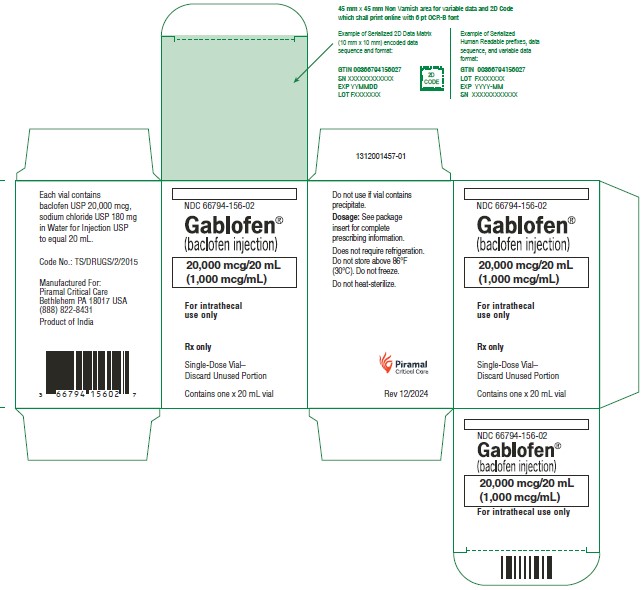 45 mm x 45 mm Non Varnish area for variable data and 2D Code
which shall print online with 6 pt OCR-B font
Example of Serialized 2D Data Matrix
(10 mm x 10 mm) encoded data
sequence and format:
GTIN 00366794156027
SN XXXXXXXXXXXX
EXP YYMMDD
LOT FXXXXXXX
2D
CODE
Example of Serialized
Human Readable prefixes, data
sequence, and variable data
format:
GTIN 00366794156027
LOT FXXXXXXX
EXP YYYY-MM
SN XXXXXXXXXXXX
1312001457-01
Each vial contains
baclofen USP 20,000 mcg,
sodium chloride USP 180 mg
in Water for Injection USP
to equal 20 mL.
Code No.: TS/DRUGS/2/2015
Manufactured For:
Piramal Critical Care
Bethlehem PA 18017 USA
(888) 822-8431
Product of India
3 66794 15602 7
NDC 66794-156-02
Gablofen®
(baclofen injection)
20,000 mcg/20 mL
(1,000 mcg/mL)
For intrathecal
use only
Rx only
Single-Dose Vial–
Discard Unused Portion
Contains one x 20 mL vial
Do not use if vial contains
precipitate.
Dosage: See package
insert for complete
prescribing information.
Does not require refrigeration.
Do not store above 86°F
(30°C). Do not freeze.
Do not heat-sterilize.
Piramal
Critical Care
Rev 12/2024
NDC 66794-156-02
Gablofen®
(baclofen injection)
20,000 mcg/20 mL
(1,000 mcg/mL)
For intrathecal
use only
Rx only
Single-Dose Vial–
Discard Unused Portion
Contains one x 20 mL vial
NDC 66794-156-02
Gablofen®
(baclofen injection)
20,000 mcg/20 mL
(1,000 mcg/mL)
For intrathecal use only